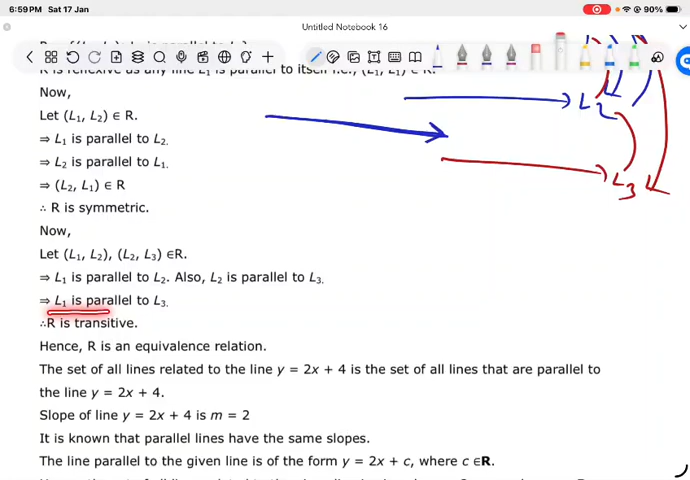 6:59 PM Sat 17 Jan
90%
Untitled Notebook 16
R is reflexive as any line L₁ is parallel to itself i.e., (L₁, L₁) ∈ R.
Now,
Let (L₁, L₂) ∈ R.
⇒ L₁ is parallel to L₂.
⇒ L₂ is parallel to L₁.
⇒ (L₂, L₁) ∈ R
∴ R is symmetric.
Now,
Let (L₁, L₂), (L₂, L₃) ∈R.
⇒ L₁ is parallel to L₂. Also, L₂ is parallel to L₃.
⇒ L₁ is parallel to L₃.
∴R is transitive.
Hence, R is an equivalence relation.
The set of all lines related to the line y = 2x + 4 is the set of all lines that are parallel to
the line y = 2x + 4.
Slope of line y = 2x + 4 is m = 2
It is known that parallel lines have the same slopes.
The line parallel to the given line is of the form y = 2x + c, where c ∈R.
L₂
L₃